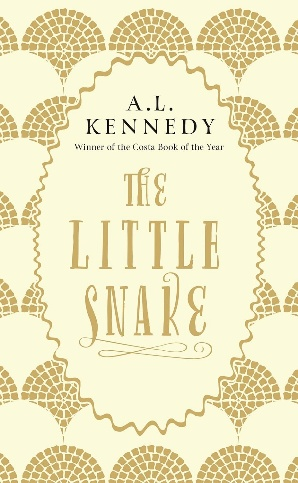 A.L.
KENNEDY
Winner of the Costa Book of the Year
THE
LITTLE
SNAKE